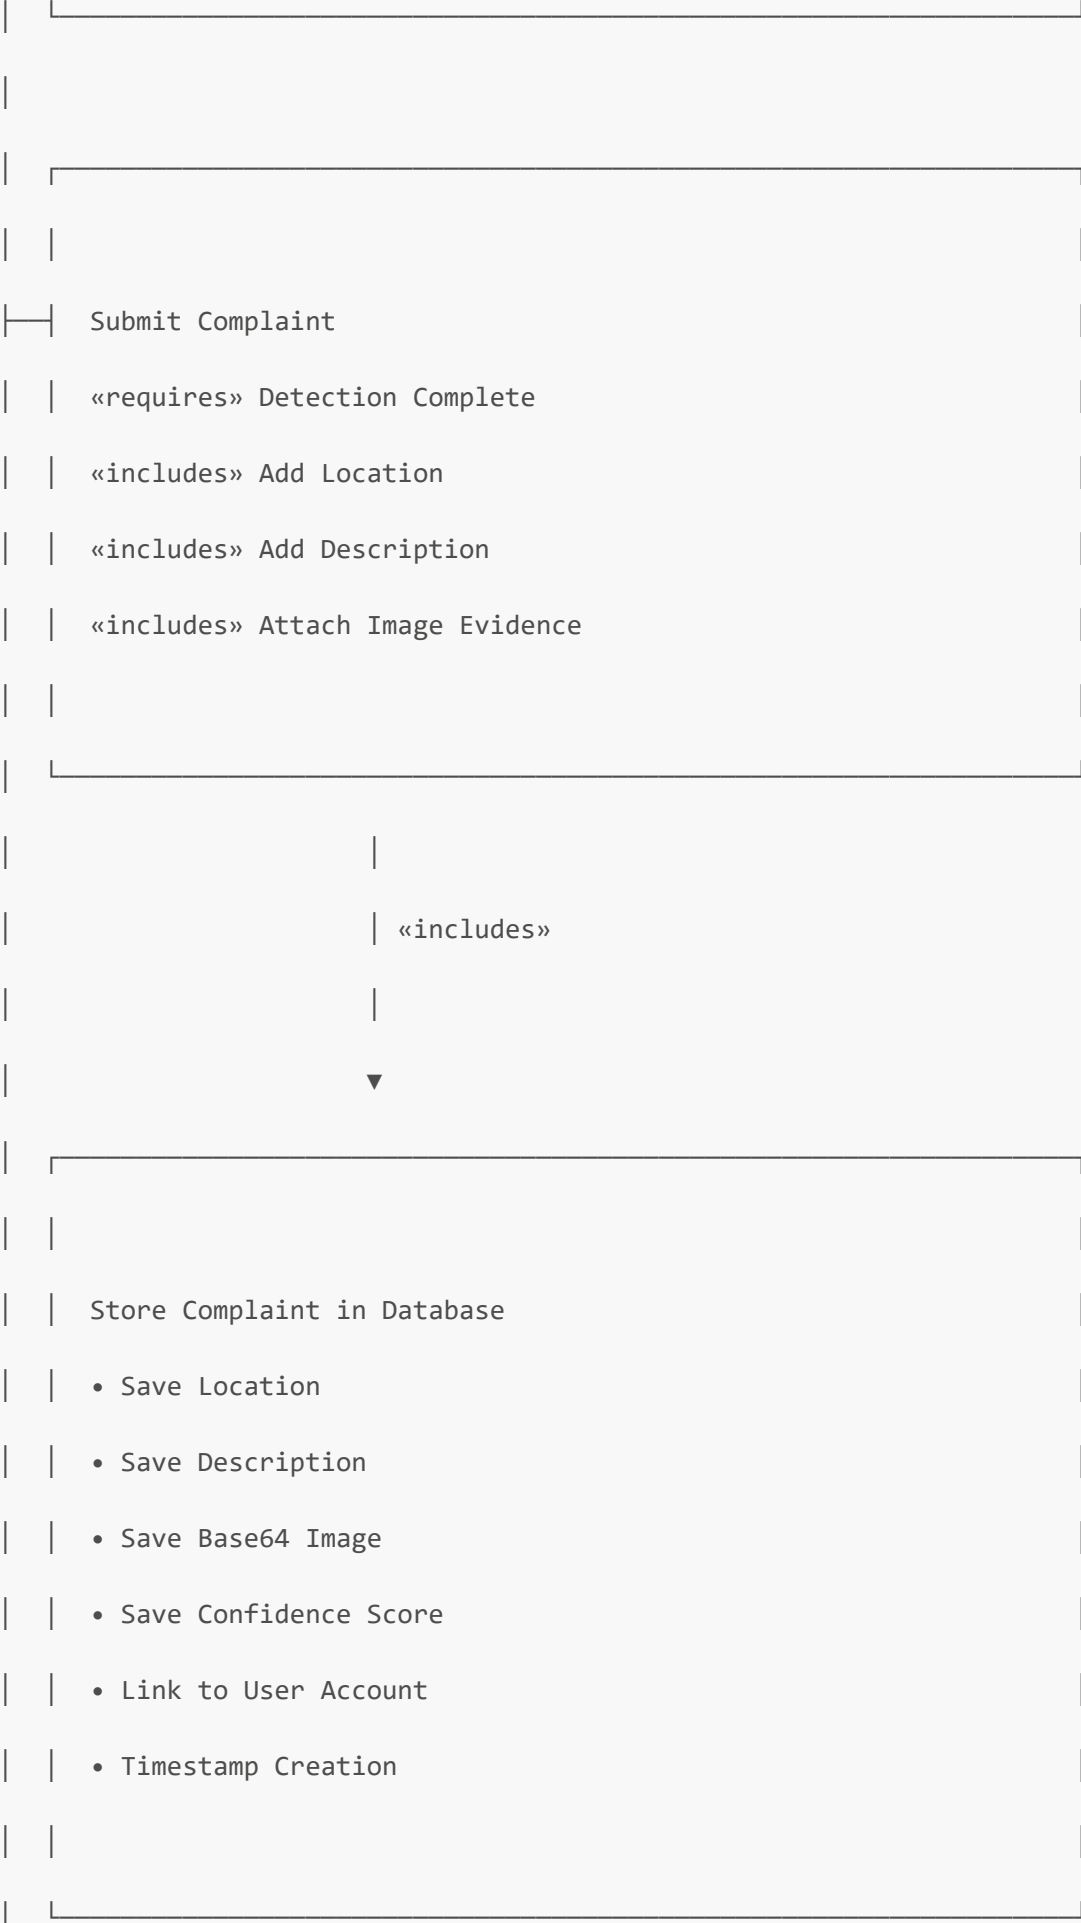 Submit Complaint
«requires» Detection Complete
«includes» Add Location
«includes» Add Description
«includes» Attach Image Evidence
«includes»
Store Complaint in Database
• Save Location
• Save Description
• Save Base64 Image
• Save Confidence Score
• Link to User Account
• Timestamp Creation